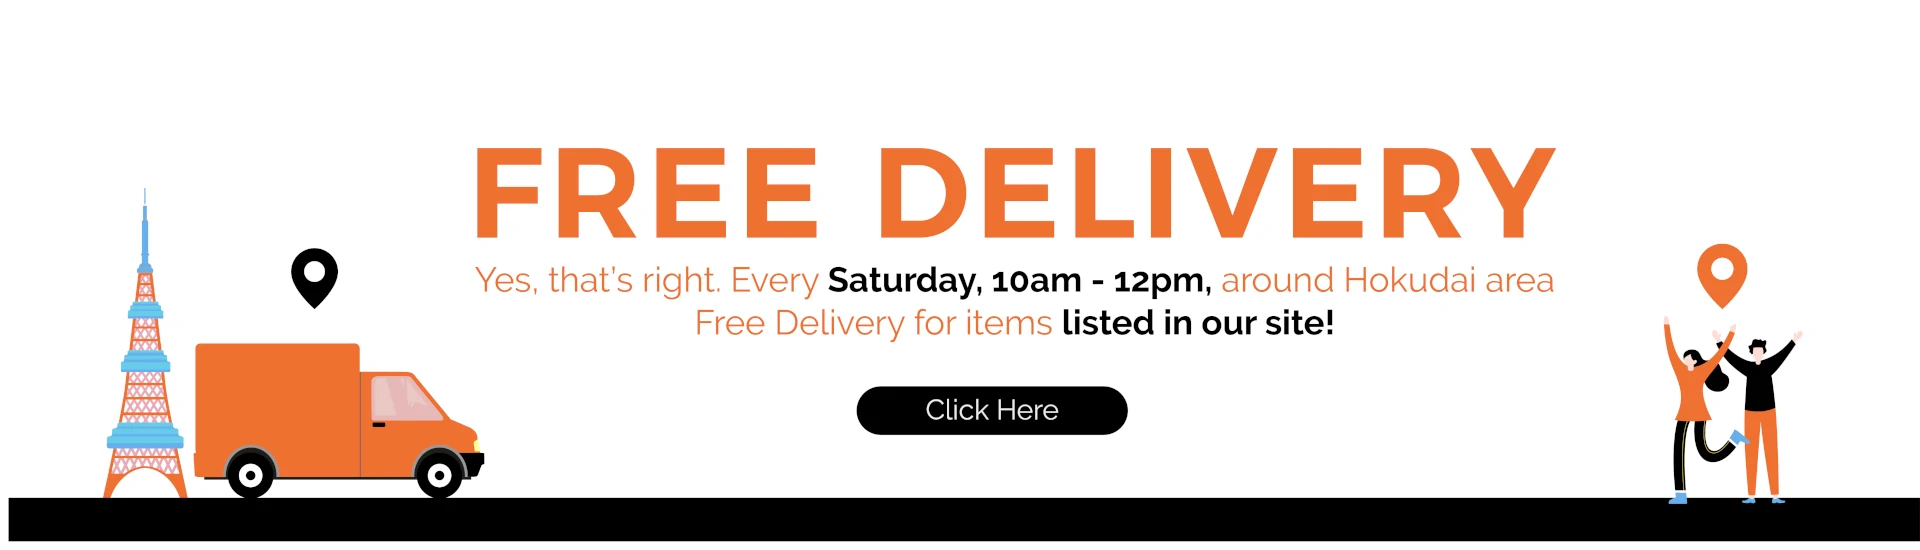 FREE DELIVERY
Yes, that's right. Every Saturday, 10am - 12pm, around Hokudai area
Free Delivery for items listed in our site!
Click Here